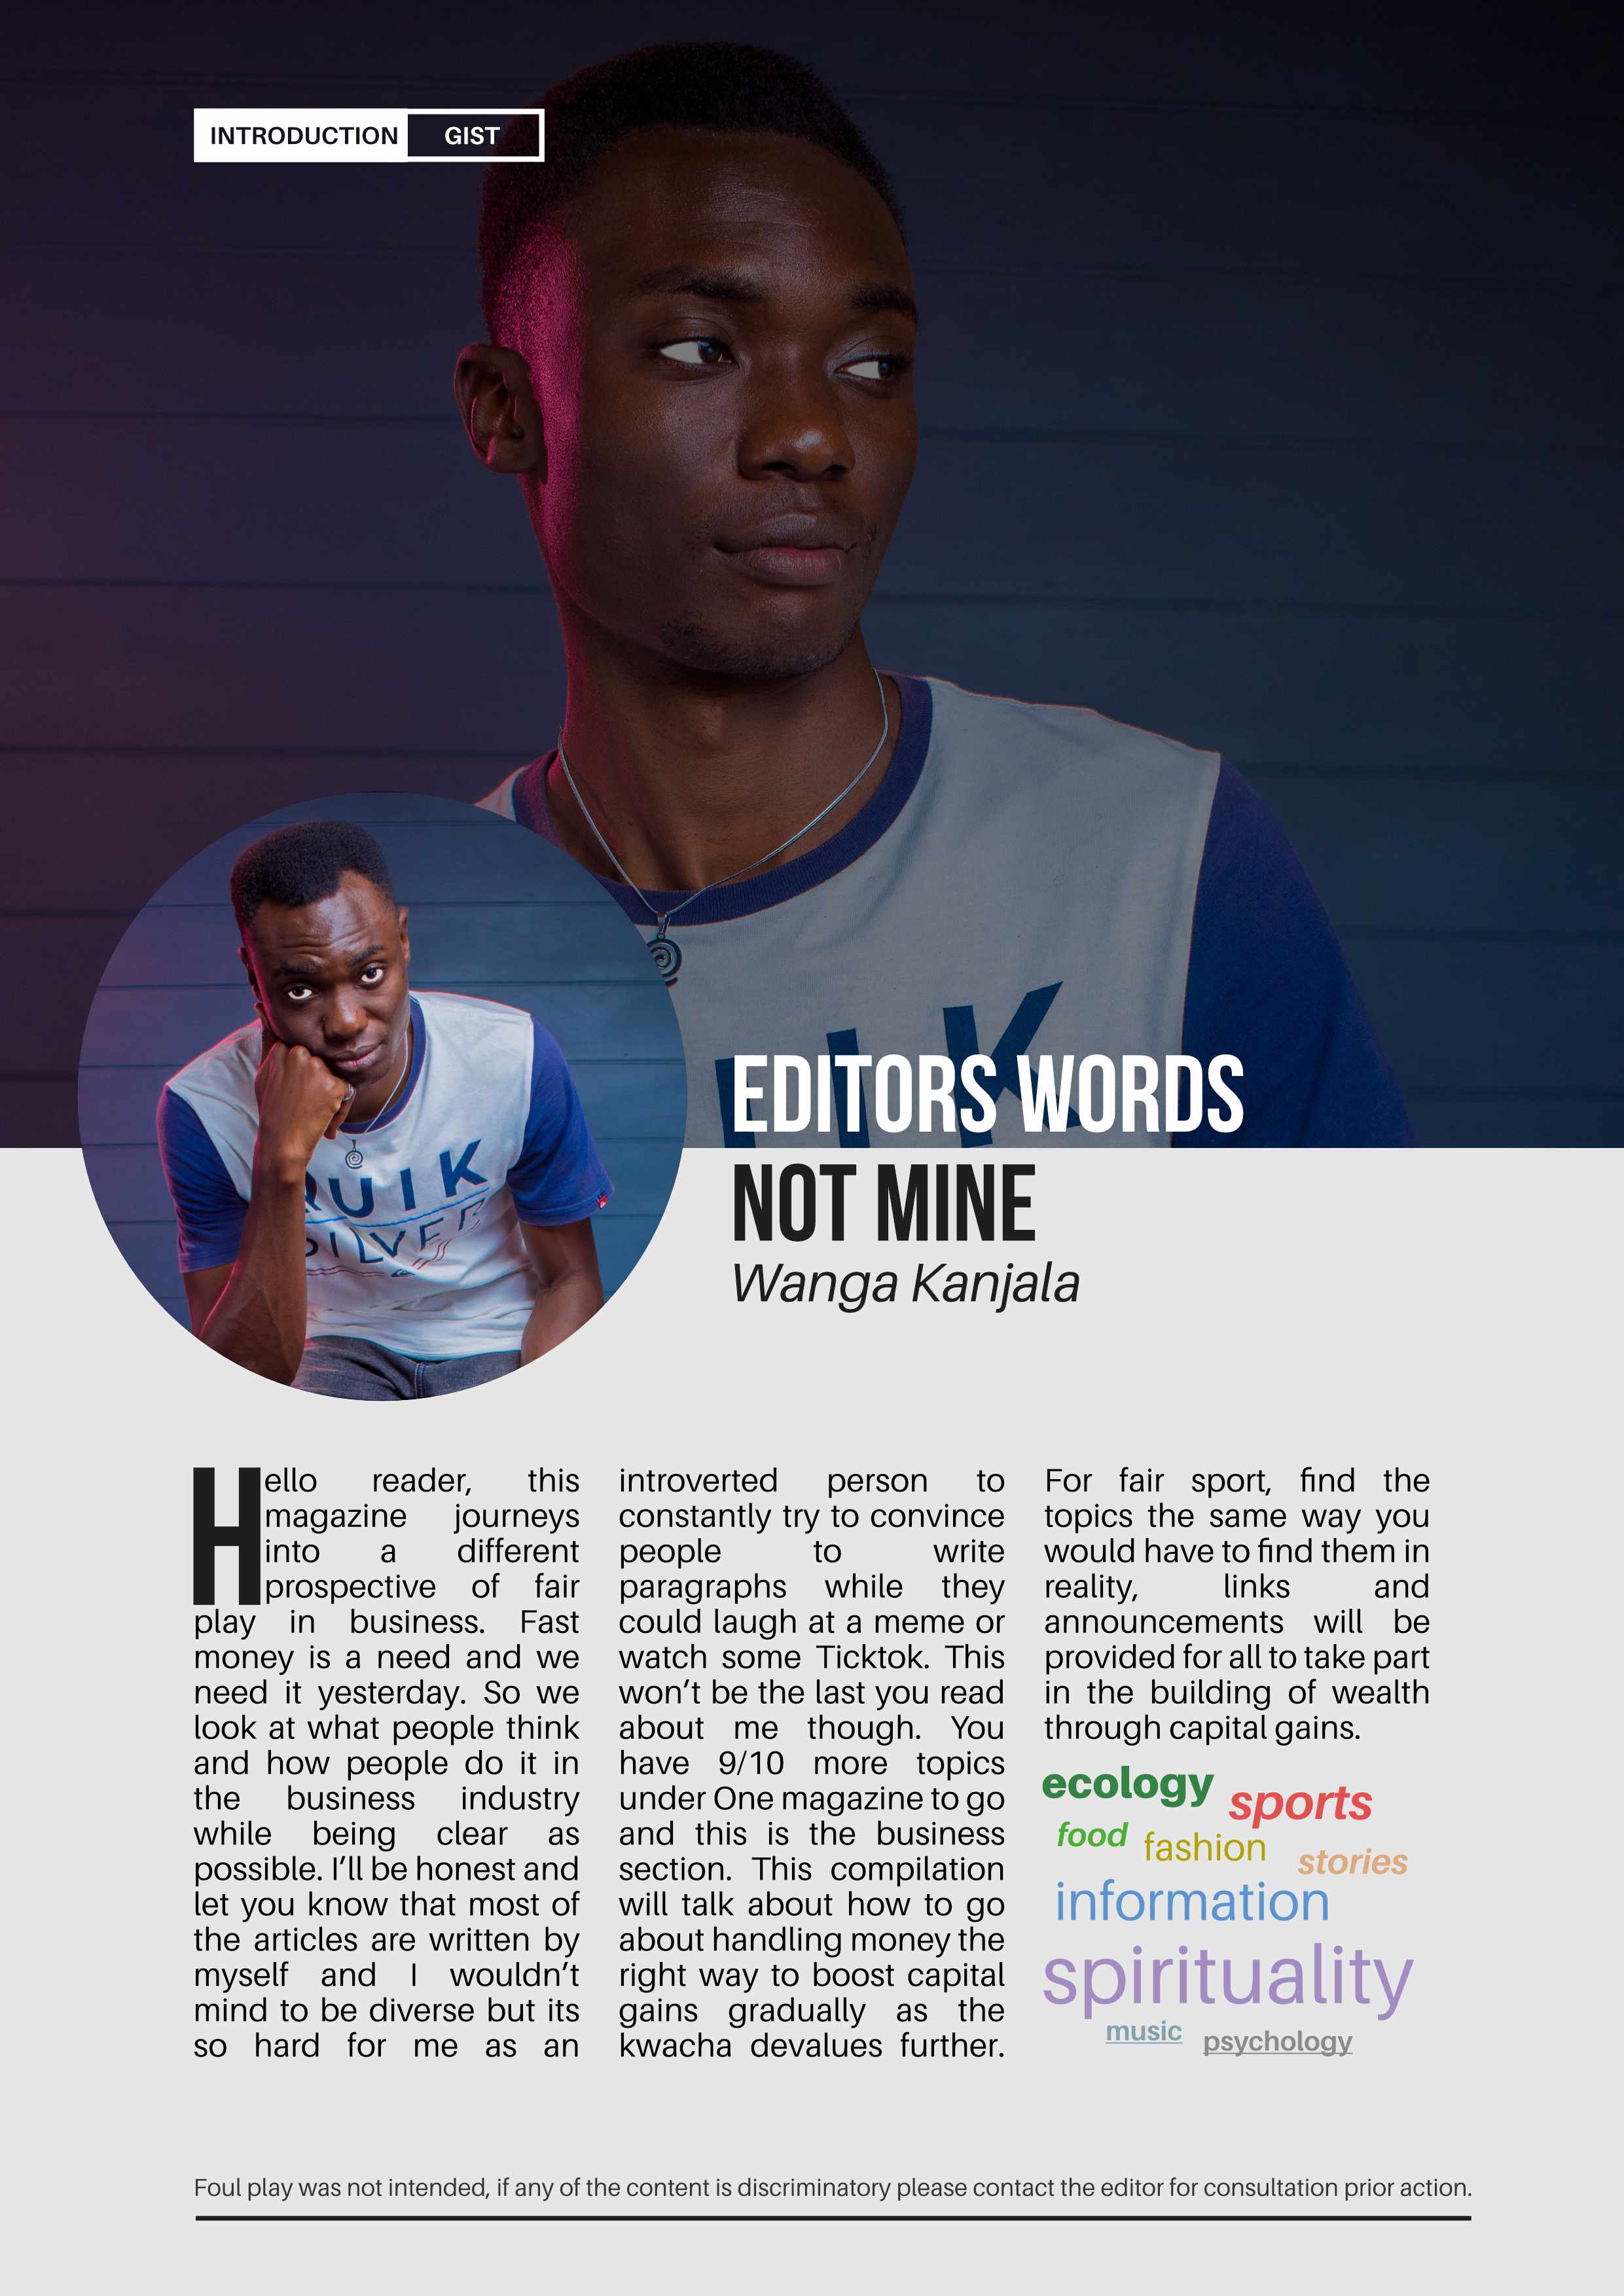 INTRODUCTION GIST
QUIK
SILVER
UIK
EDITORS WORDS
NOT MINE
Wanga Kanjala
Hello reader, this
magazine journeys
into a different
prospective of fair
play in business. Fast
money is a need and we
need it yesterday. So we
look at what people think
and how people do it in
the business industry
while being clear as
possible. I’ll be honest and
let you know that most of
the articles are written by
myself and I wouldn’t
mind to be diverse but its
so hard for me as an
introverted person to
constantly try to convince
people to write
paragraphs while they
could laugh at a meme or
watch some Ticktok. This
won’t be the last you read
about me though. You
have 9/10 more topics
under One magazine to go
and this is the business
section. This compilation
will talk about how to go
about handling money the
right way to boost capital
gains gradually as the
kwacha devalues further.
For fair sport, find the
topics the same way you
would have to find them in
reality, links and
announcements will be
provided for all to take part
in the building of wealth
through capital gains.
ecology sports
food fashion stories
information
spirituality
music psychology
Foul play was not intended, if any of the content is discriminatory please contact the editor for consultation prior action.